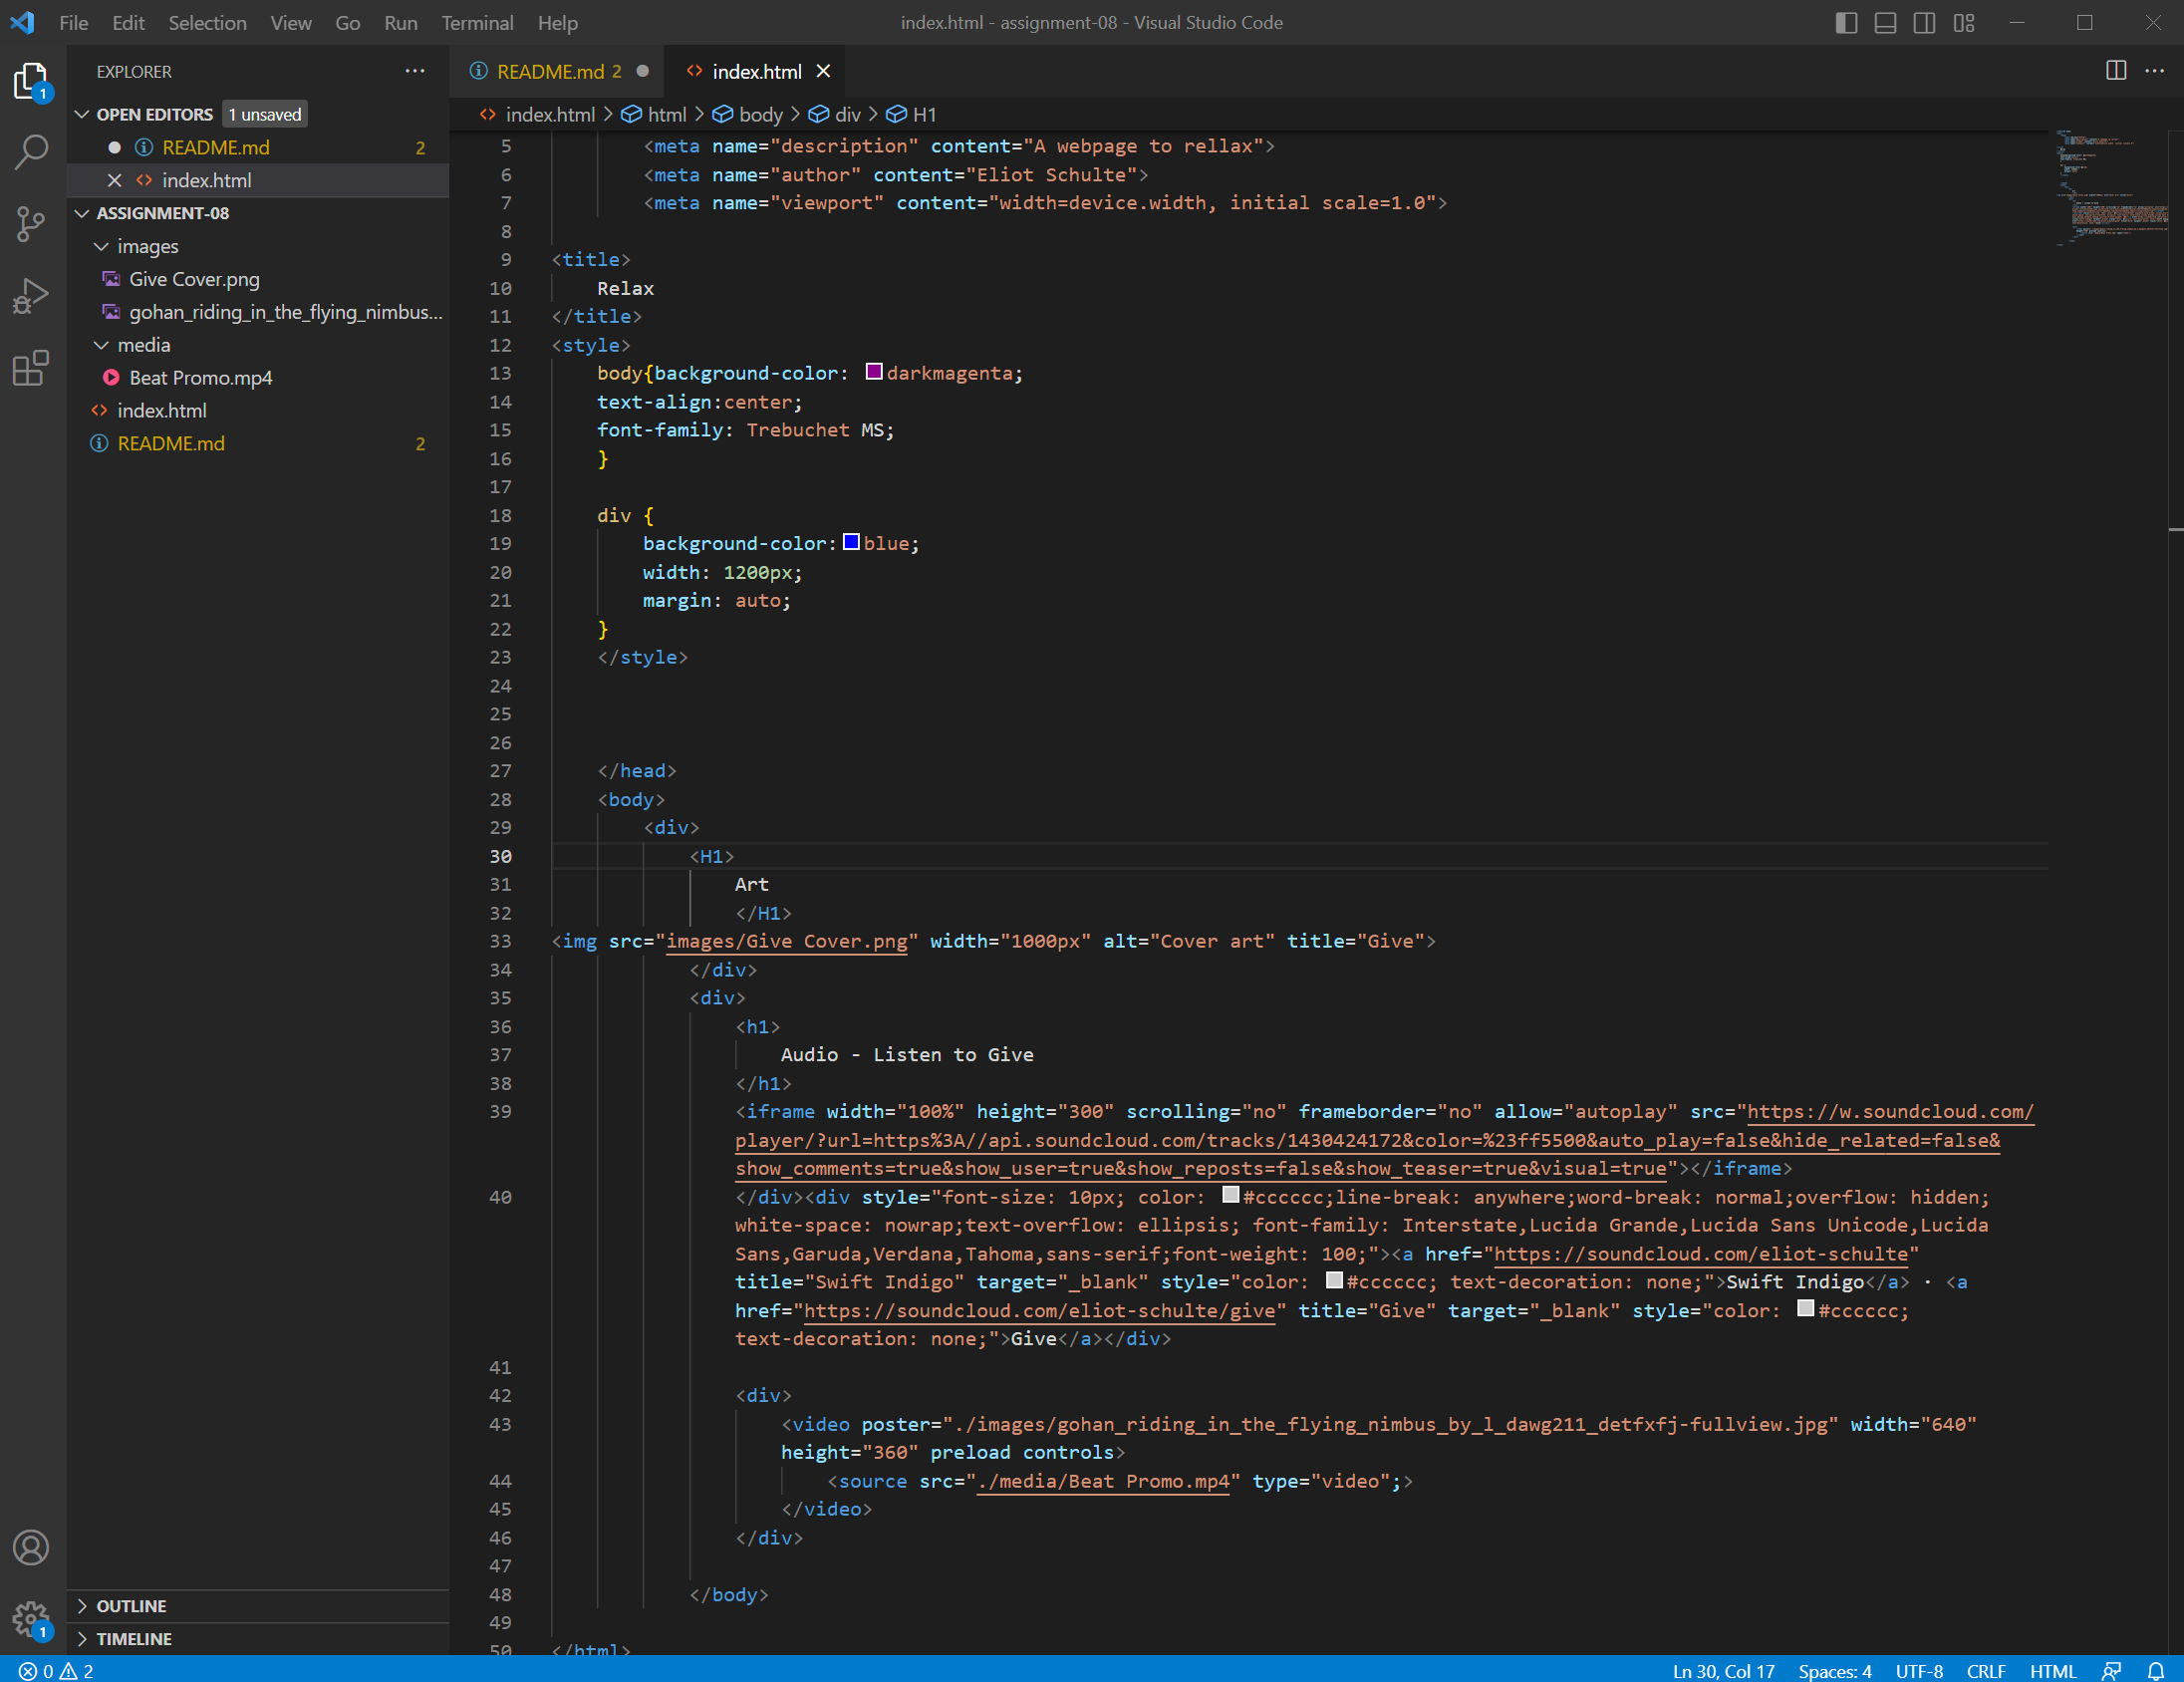 File Edit Selection View Go Run Terminal Help
index.html - assignment-08 - Visual Studio Code
EXPLORER
OPEN EDITORS 1 unsaved
README.md 2
index.html
ASSIGNMENT-08
images
Give Cover.png
gohan_riding_in_the_flying_nimbus...
media
Beat Promo.mp4
index.html
README.md 2
OUTLINE
TIMELINE
1
1
README.md 2
index.html
index.html > html > body > div > H1
5 <meta name="description" content="A webpage to rellax">
6 <meta name="author" content="Eliot Schulte">
7 <meta name="viewport" content="width=device.width, initial scale=1.0">
8
9 <title>
10 Relax
11 </title>
12 <style>
13 body{background-color: darkmagenta;
14 text-align:center;
15 font-family: Trebuchet MS;
16 }
17
18 div {
19 background-color: blue;
20 width: 1200px;
21 margin: auto;
22 }
23 </style>
24
25
26
27 </head>
28 <body>
29 <div>
30 <H1>
31 Art
32 </H1>
33 <img src="images/Give Cover.png" width="1000px" alt="Cover art" title="Give">
34 </div>
35 <div>
36 <h1>
37 Audio - Listen to Give
38 </h1>
39 <iframe width="100%" height="300" scrolling="no" frameborder="no" allow="autoplay" src="https://w.soundcloud.com/
player/?url=https%3A//api.soundcloud.com/tracks/1430424172&color=%23ff5500&auto_play=false&hide_related=false&
show_comments=true&show_user=true&show_reposts=false&show_teaser=true&visual=true"></iframe>
40 </div><div style="font-size: 10px; color: #cccccc;line-break: anywhere;word-break: normal;overflow: hidden;
white-space: nowrap;text-overflow: ellipsis; font-family: Interstate,Lucida Grande,Lucida Sans Unicode,Lucida
Sans,Garuda,Verdana,Tahoma,sans-serif;font-weight: 100;"><a href="https://soundcloud.com/eliot-schulte"
title="Swift Indigo" target="_blank" style="color: #cccccc; text-decoration: none;">Swift Indigo</a> · <a
href="https://soundcloud.com/eliot-schulte/give" title="Give" target="_blank" style="color: #cccccc;
text-decoration: none;">Give</a></div>
41
42 <div>
43 <video poster="./images/gohan_riding_in_the_flying_nimbus_by_l_dawg211_detfxfj-fullview.jpg" width="640"
height="360" preload controls>
44 <source src="./media/Beat Promo.mp4" type="video";>
45 </video>
46 </div>
47
48 </body>
49
50 </html>
0 2
Ln 30, Col 17 Spaces: 4 UTF-8 CRLF HTML